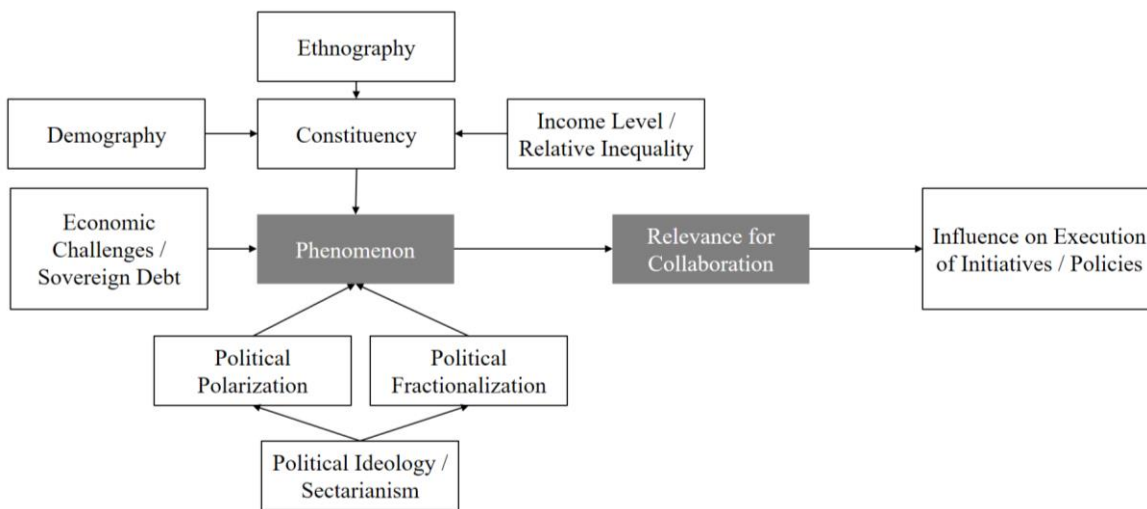 Ethnography
Demography
Constituency
Income Level /
Relative Inequality
Economic
Challenges /
Sovereign Debt
Phenomenon
Relevance for
Collaboration
Influence on Execution
of Initiatives / Policies
Political
Polarization
Political
Fractionalization
Political Ideology /
Sectarianism